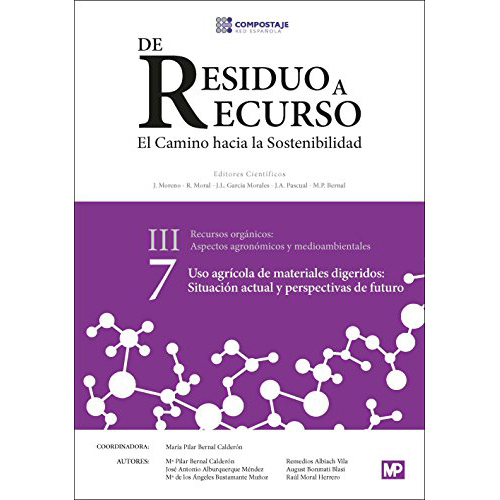 COMPOSTAJE
RED ESPAÑOLA
DE
RESIDUO A
RECURSO
El Camino hacia la Sostenibilidad
Editores Científicos
J. Moreno · R. Moral · J.L. García Morales · J.A. Pascual · M.P. Bernal
III Recursos orgánicos:
Aspectos agronómicos y medioambientales
7 Uso agrícola de materiales digeridos:
Situación actual y perspectivas de futuro
COORDINADORA: María Pilar Bernal Calderón
AUTORES: Mª Pilar Bernal Calderón Remedios Albiach Vila
José Antonio Alburquerque Méndez August Bonmatí Blasi
Mª de los Ángeles Bustamante Muñoz Raúl Moral Herrero
MP